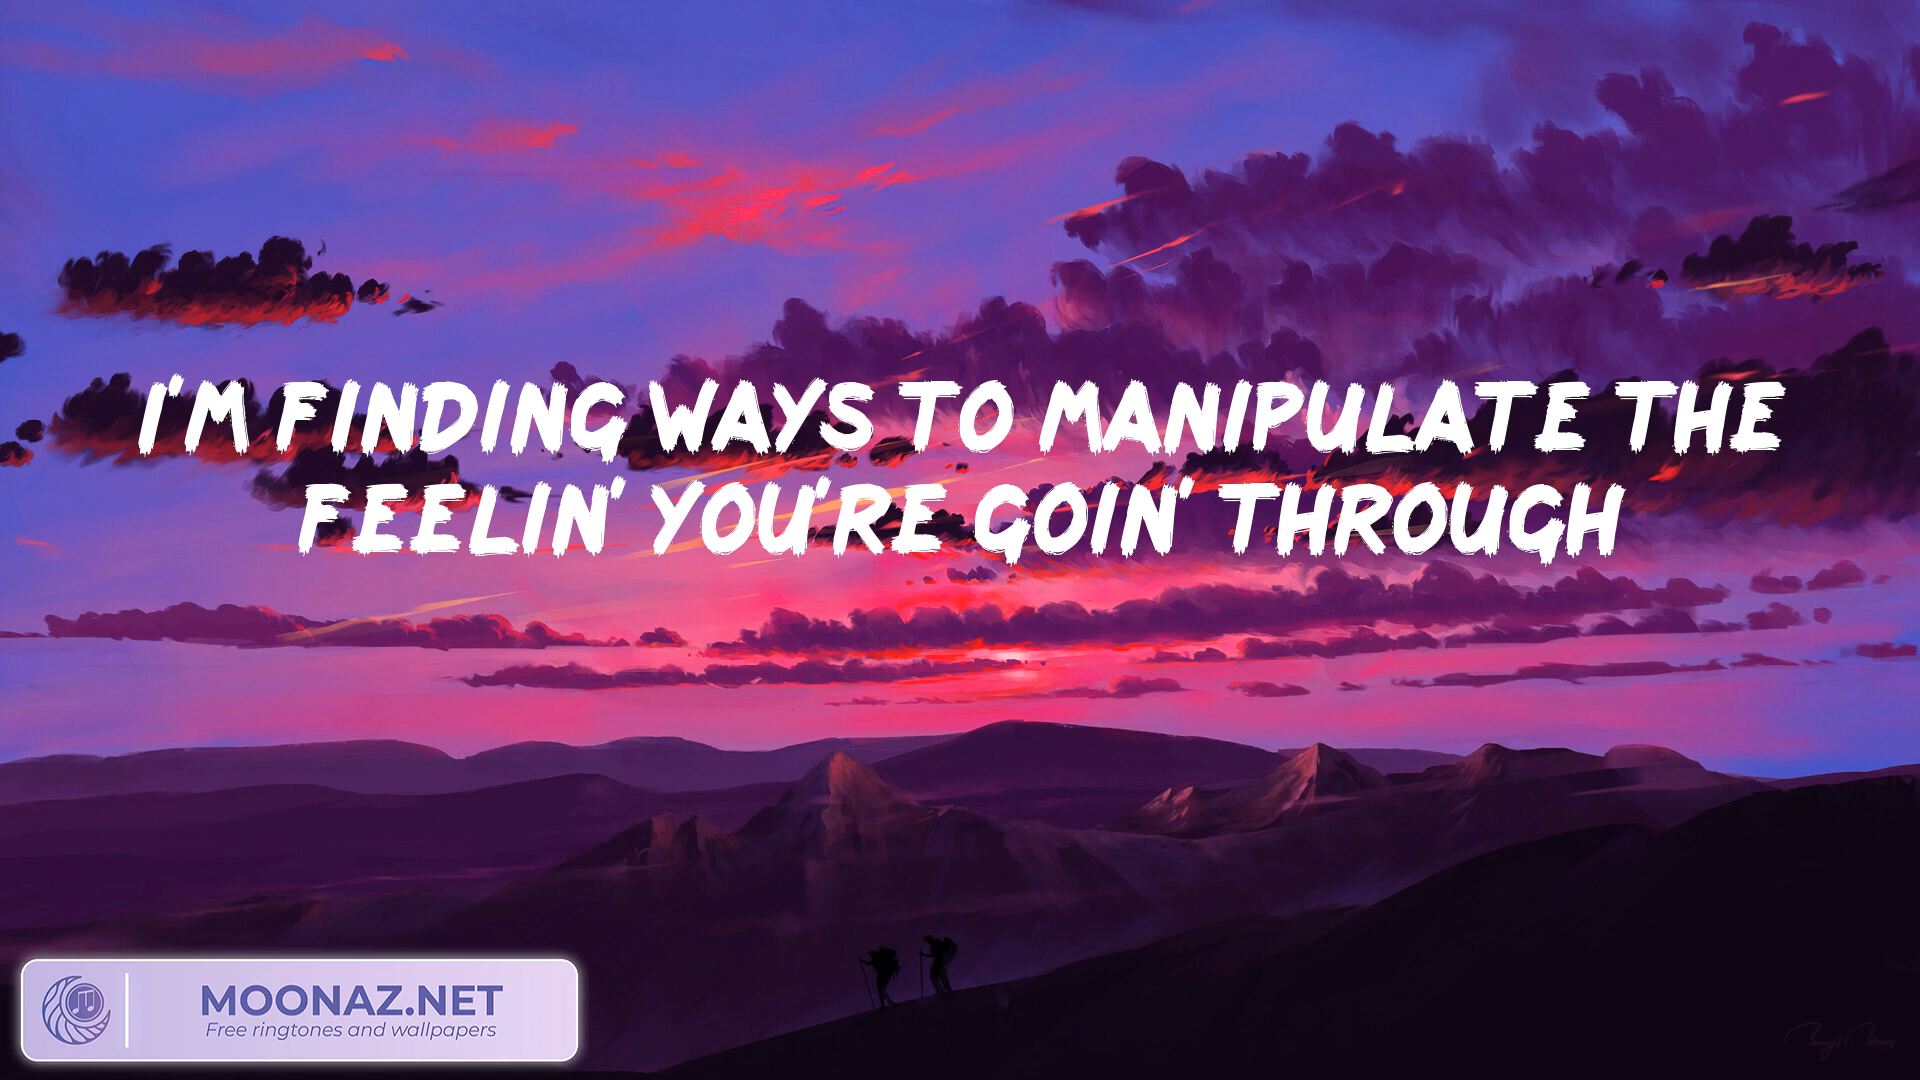 I'M FINDING WAYS TO MANIPULATE THE
FEELIN' YOU'RE GOIN' THROUGH
MOONAZ.NET
Free ringtones and wallpapers